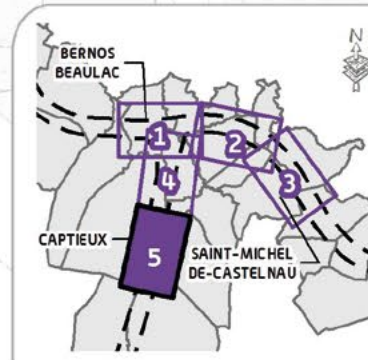 BERNOS
BEAULAC
N
1
2
3
4
CAPTIEUX
5
SAINT-MICHEL
DE-CASTELNAU